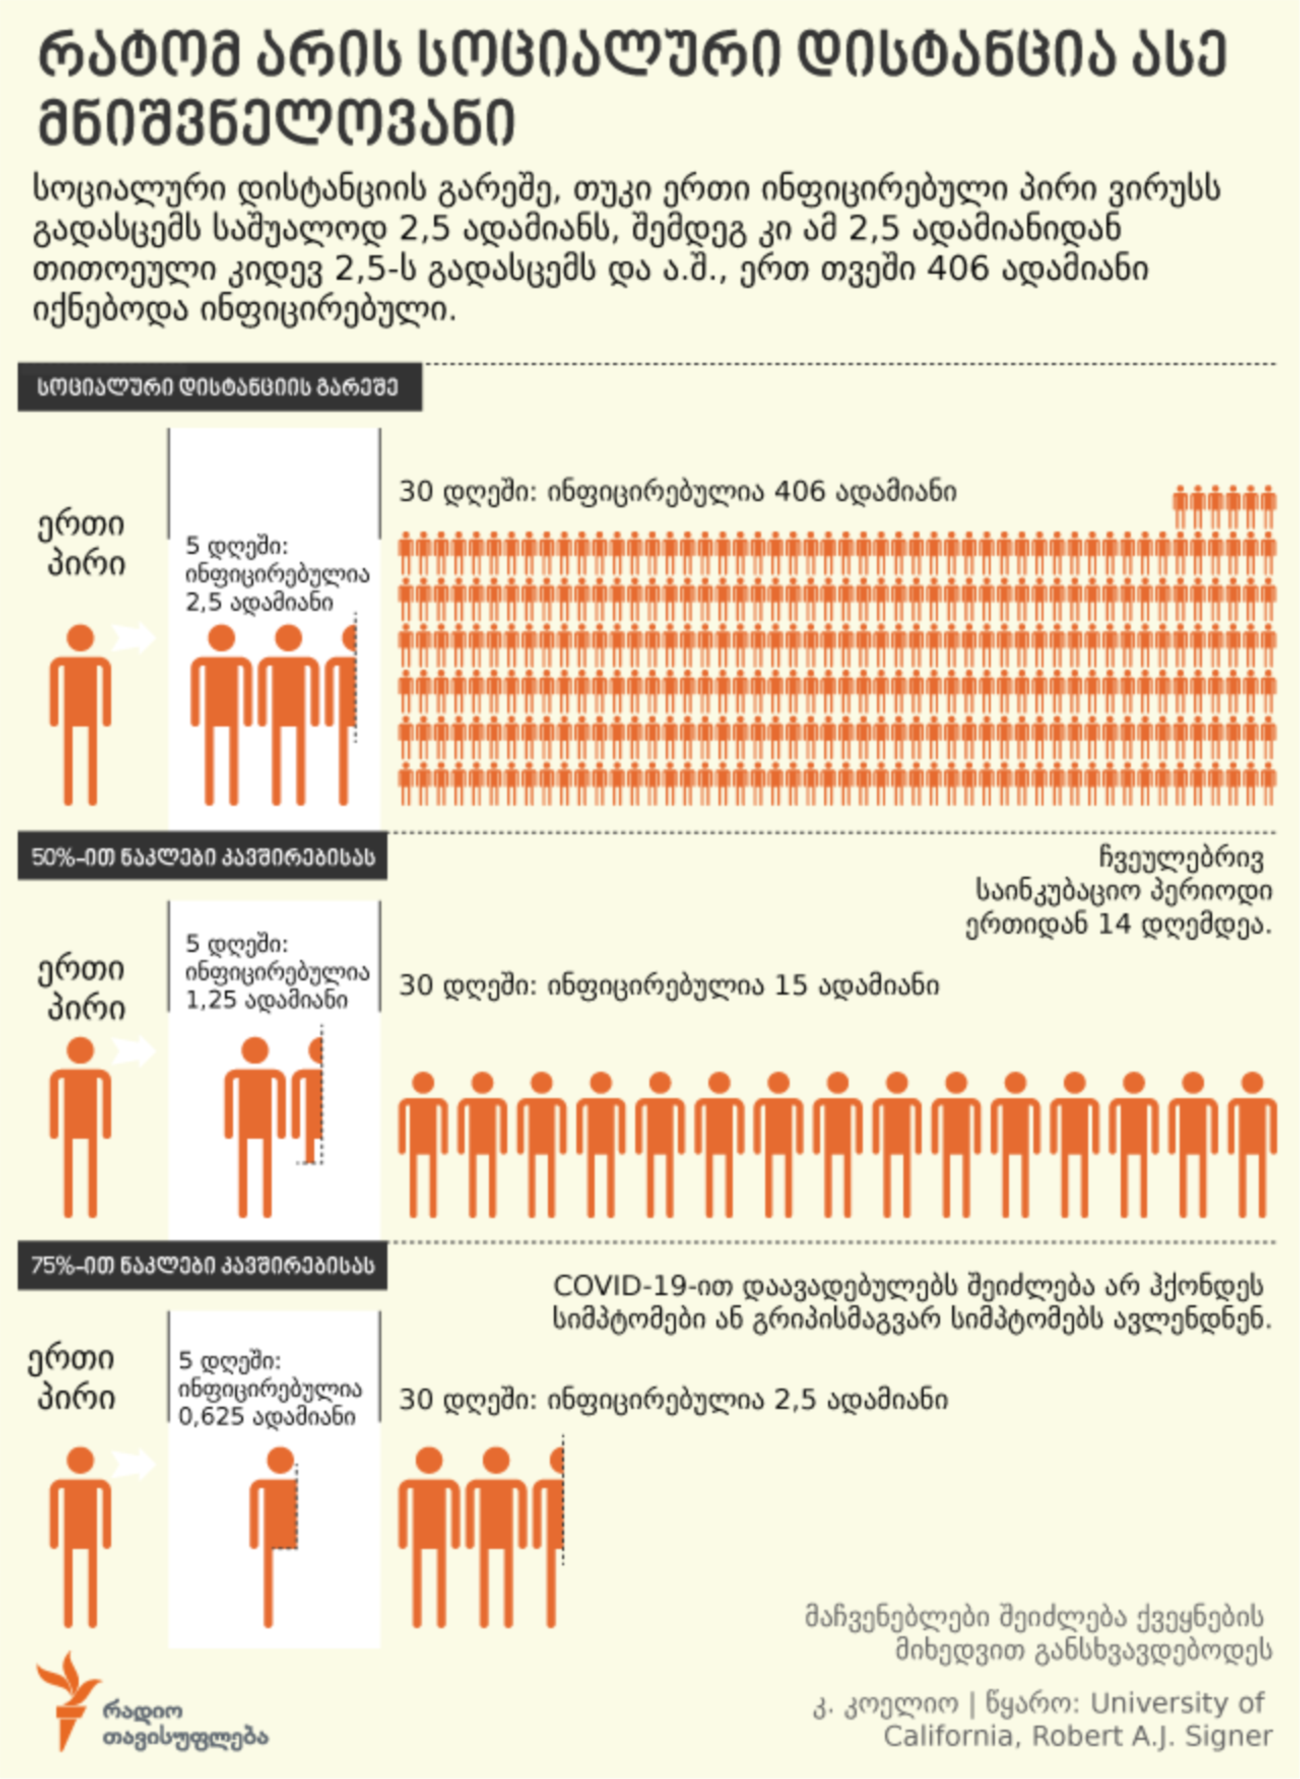 რატომ არის სოციალური დისტანცია ასე
მნიშვნელოვანი
სოციალური დისტანციის გარეშე, თუკი ერთი ინფიცირებული პირი ვირუსს
გადასცემს საშუალოდ 2,5 ადამიანს, შემდეგ კი ამ 2,5 ადამიანიდან
თითოეული კიდევ 2,5-ს გადასცემს და ა.შ., ერთ თვეში 406 ადამიანი
იქნებოდა ინფიცირებული.
სოციალური დისტანციის გარეშე
ერთი
პირი
5 დღეში:
ინფიცირებულია
2,5 ადამიანი
30 დღეში: ინფიცირებულია 406 ადამიანი
50%-ით ნაკლები კავშირებისას
ჩვეულებრივ
საინკუბაციო პერიოდი
ერთიდან 14 დღემდეა.
ერთი
პირი
5 დღეში:
ინფიცირებულია
1,25 ადამიანი
30 დღეში: ინფიცირებულია 15 ადამიანი
75%-ით ნაკლები კავშირებისას
COVID-19-ით დაავადებულებს შეიძლება არ ჰქონდეს
სიმპტომები ან გრიპისმაგვარ სიმპტომებს ავლენდნენ.
ერთი
პირი
5 დღეში:
ინფიცირებულია
0,625 ადამიანი
30 დღეში: ინფიცირებულია 2,5 ადამიანი
მაჩვენებლები შეიძლება ქვეყნების
მიხედვით განსხვავდებოდეს
რადიო
თავისუფლება
კ. კოელიო | წყარო: University of
California, Robert A.J. Signer